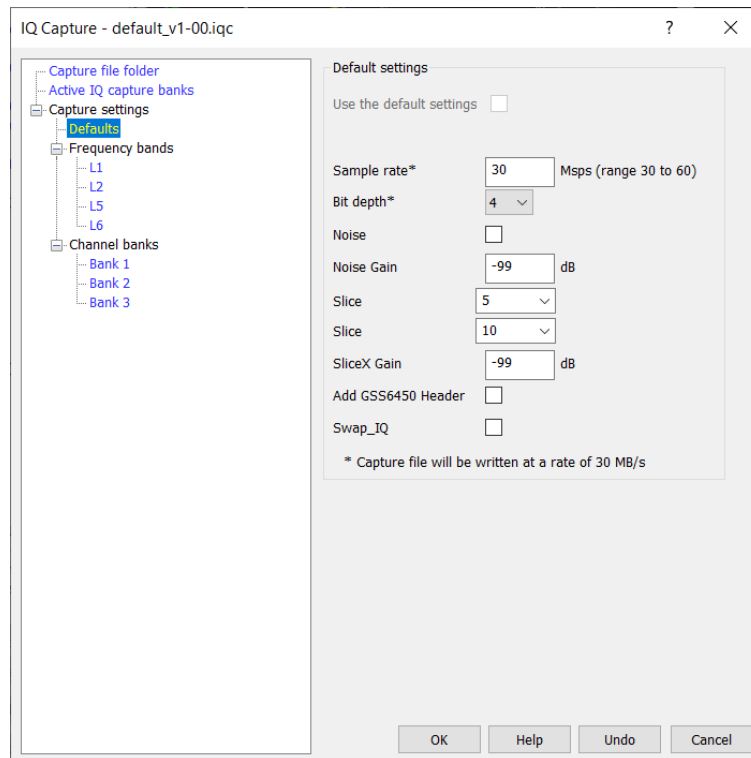 IQ Capture - default_v1-00.iqc
?
Capture file folder
Active IQ capture banks
Capture settings
Defaults
Frequency bands
L1
L2
L5
L6
Channel banks
Bank 1
Bank 2
Bank 3
Default settings
Use the default settings
Sample rate* 30 Msps (range 30 to 60)
Bit depth* 4
Noise
Noise Gain -99 dB
Slice 5
Slice 10
SliceX Gain -99 dB
Add GSS6450 Header
Swap_IQ
* Capture file will be written at a rate of 30 MB/s
OK Help Undo Cancel